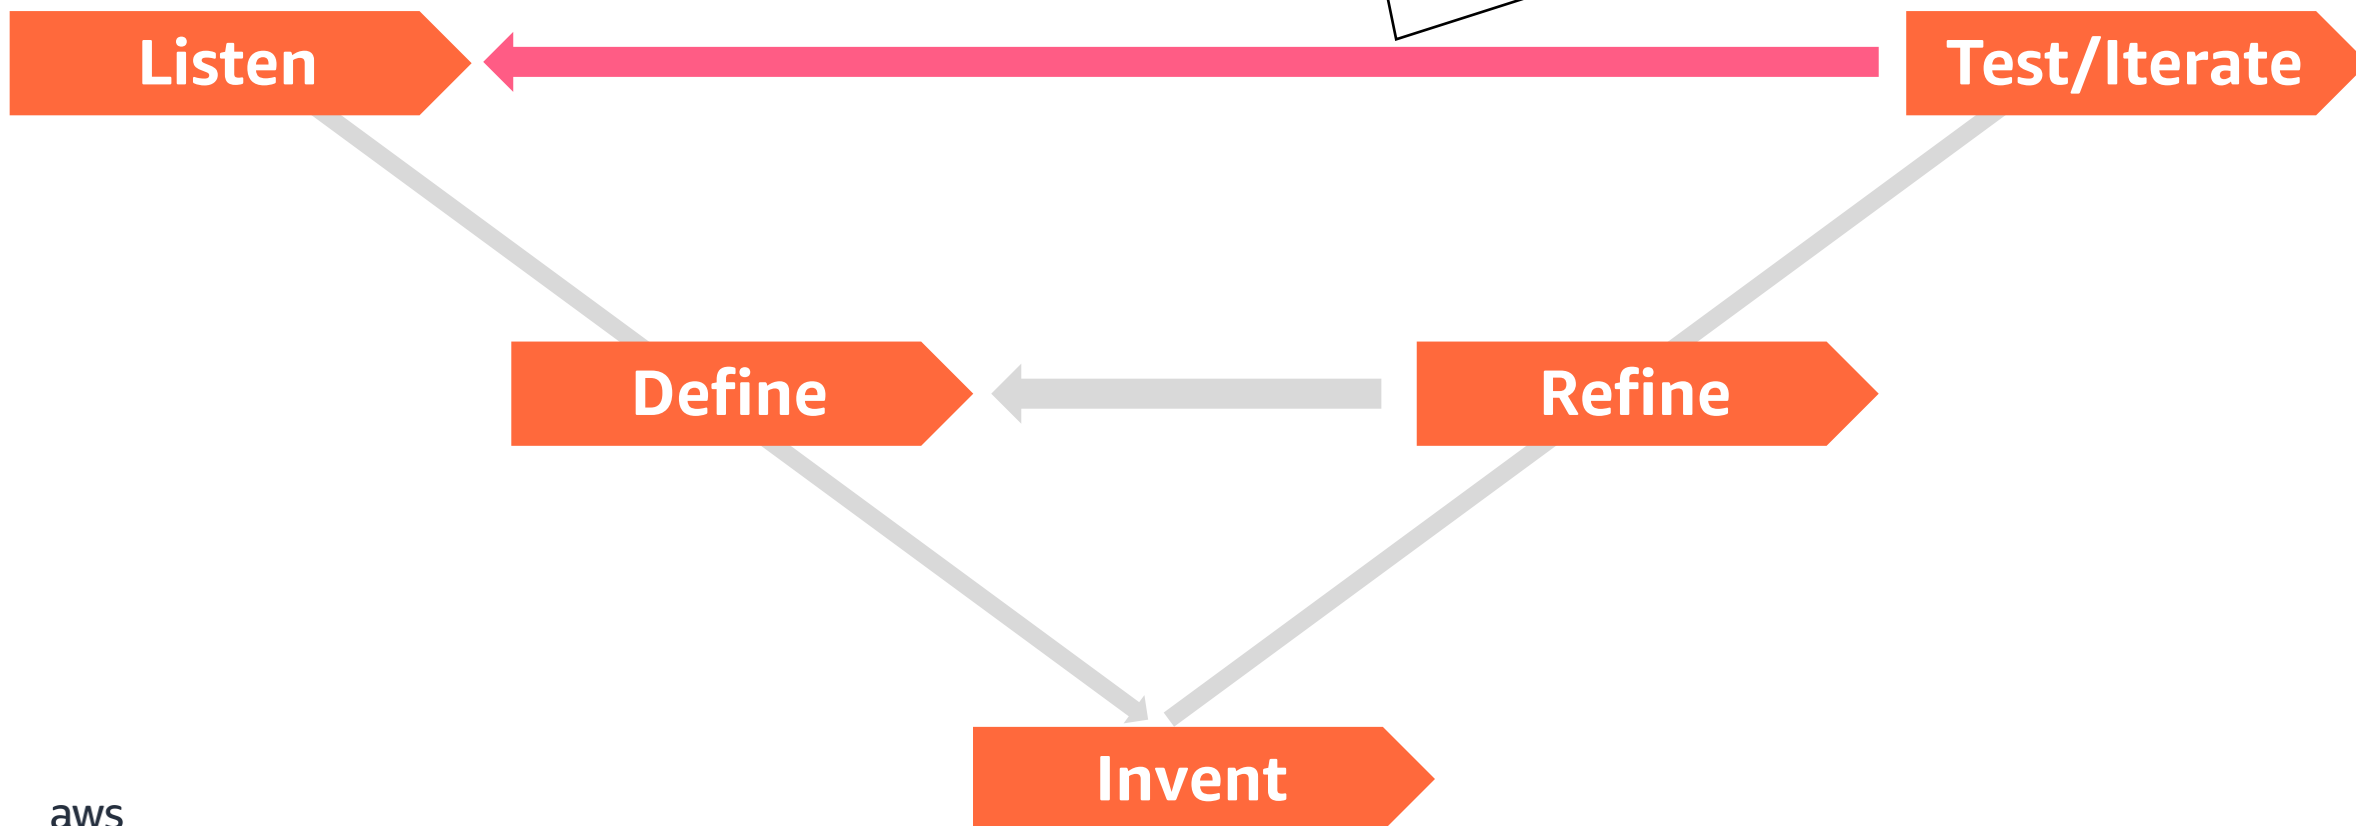 Listen
Test/Iterate
Define
Refine
Invent
aws